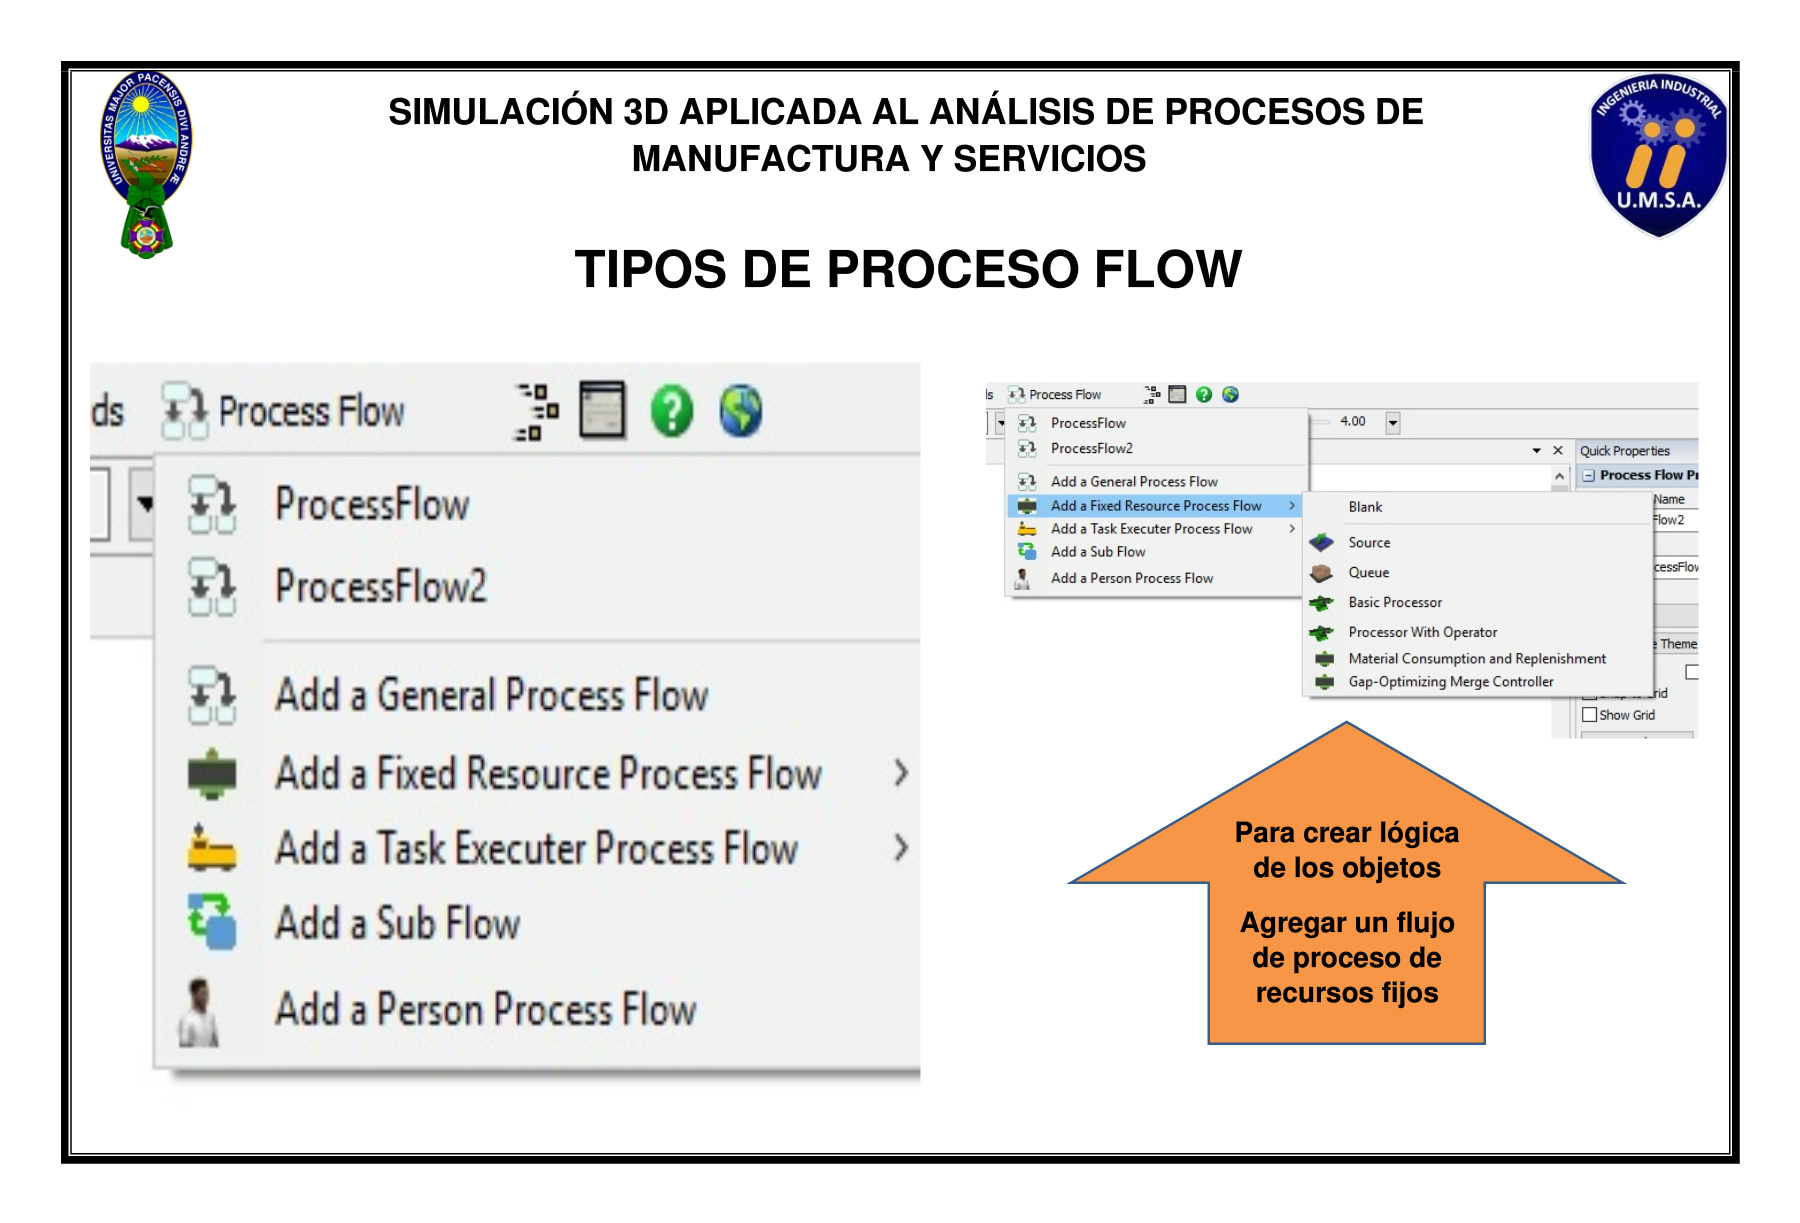 UNIVERSITAS MAJOR PACENSIS DIVI ANDRE Æ
SIMULACIÓN 3D APLICADA AL ANÁLISIS DE PROCESOS DE
MANUFACTURA Y SERVICIOS
INGENIERIA INDUSTRIAL
U.M.S.A.
TIPOS DE PROCESO FLOW
ds Process Flow
ProcessFlow
ProcessFlow2
Add a General Process Flow
Add a Fixed Resource Process Flow
Add a Task Executer Process Flow
Add a Sub Flow
Add a Person Process Flow
s Process Flow
ProcessFlow
ProcessFlow2
Add a General Process Flow
Add a Fixed Resource Process Flow
Add a Task Executer Process Flow
Add a Sub Flow
Add a Person Process Flow
4.00
Quick Properties
Process Flow Pr
Name
Flow2
cessFlow
e Theme
Show Grid
Blank
Source
Queue
Basic Processor
Processor With Operator
Material Consumption and Replenishment
Gap-Optimizing Merge Controller
Para crear lógica
de los objetos
Agregar un flujo
de proceso de
recursos fijos